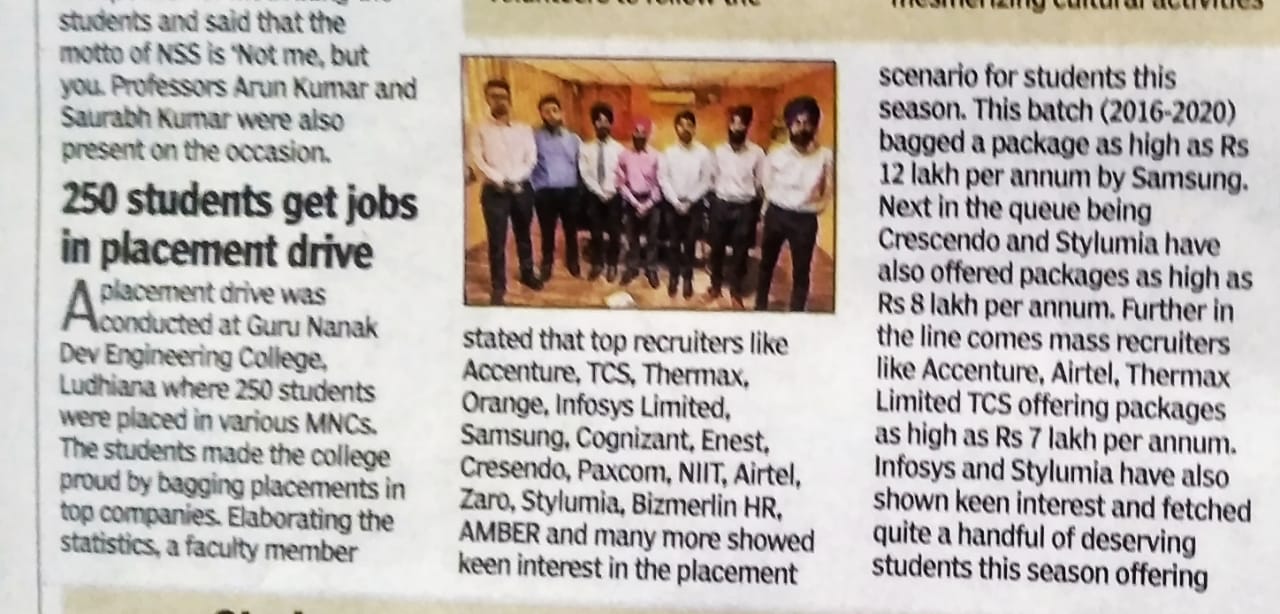 students and said that the
motto of NSS is 'Not me, but
you. Professors Arun Kumar and
Saurabh Kumar were also
present on the occasion.
250 students get jobs
in placement drive
A placement drive was
conducted at Guru Nanak
Dev Engineering College,
Ludhiana where 250 students
were placed in various MNCs.
The students made the college
proud by bagging placements in
top companies. Elaborating the
statistics, a faculty member
stated that top recruiters like
Accenture, TCS, Thermax,
Orange, Infosys Limited,
Samsung, Cognizant, Enest,
Cresendo, Paxcom, NIIT, Airtel,
Zaro, Stylumia, Bizmerlin HR,
AMBER and many more showed
keen interest in the placement
mesmerizing cultural activities
scenario for students this
season. This batch (2016-2020)
bagged a package as high as Rs
12 lakh per annum by Samsung.
Next in the queue being
Crescendo and Stylumia have
also offered packages as high as
Rs 8 lakh per annum. Further in
the line comes mass recruiters
like Accenture, Airtel, Thermax
Limited TCS offering packages
as high as Rs 7 lakh per annum.
Infosys and Stylumia have also
shown keen interest and fetched
quite a handful of deserving
students this season offering